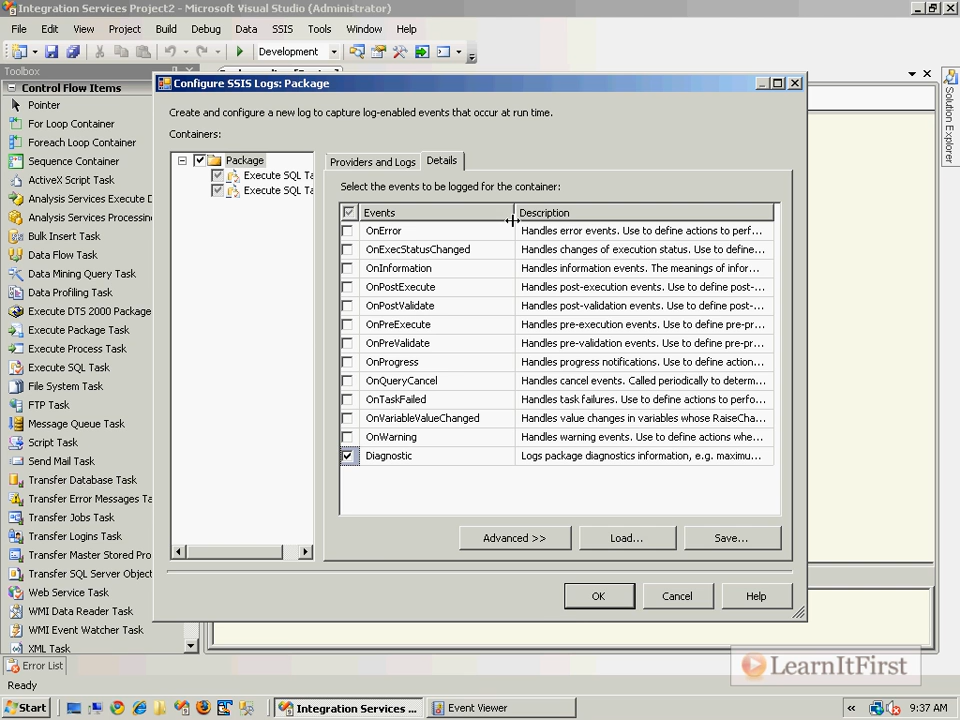 Integration Services Project2 - Microsoft Visual Studio (Administrator)
File Edit View Project Build Debug Data SSIS Tools Window Help
Development
Toolbox
Control Flow Items
Pointer
For Loop Container
Foreach Loop Container
Sequence Container
ActiveX Script Task
Analysis Services Execute D
Analysis Services Processin
Bulk Insert Task
Data Flow Task
Data Mining Query Task
Data Profiling Task
Execute DTS 2000 Package
Execute Package Task
Execute Process Task
Execute SQL Task
File System Task
FTP Task
Message Queue Task
Script Task
Send Mail Task
Transfer Database Task
Transfer Error Messages Ta
Transfer Jobs Task
Transfer Logins Task
Transfer Master Stored Pro
Transfer SQL Server Object
Web Service Task
WMI Data Reader Task
WMI Event Watcher Task
XML Task
Error List
Ready
Solution Explorer
Configure SSIS Logs: Package
Create and configure a new log to capture log-enabled events that occur at run time.
Containers:
Package
Execute SQL Ta
Execute SQL Ta
Providers and Logs Details
Select the events to be logged for the container:
Events Description
OnError Handles error events. Use to define actions to perf...
OnExecStatusChanged Handles changes of execution status. Use to define...
OnInformation Handles information events. The meanings of infor...
OnPostExecute Handles post-execution events. Use to define post-...
OnPostValidate Handles post-validation events. Use to define post-...
OnPreExecute Handles pre-execution events. Use to define pre-pr...
OnPreValidate Handles pre-validation events. Use to define pre-pr...
OnProgress Handles progress notifications. Use to define action...
OnQueryCancel Handles cancel events. Called periodically to determ...
OnTaskFailed Handles task failures. Use to define actions to perfo...
OnVariableValueChanged Handles value changes in variables whose RaiseCha...
OnWarning Handles warning events. Use to define actions whe...
Diagnostic Logs package diagnostics information, e.g. maximu...
Advanced >> Load... Save...
OK Cancel Help
LearnItFirst
Start Integration Services ... Event Viewer « 9:37 AM